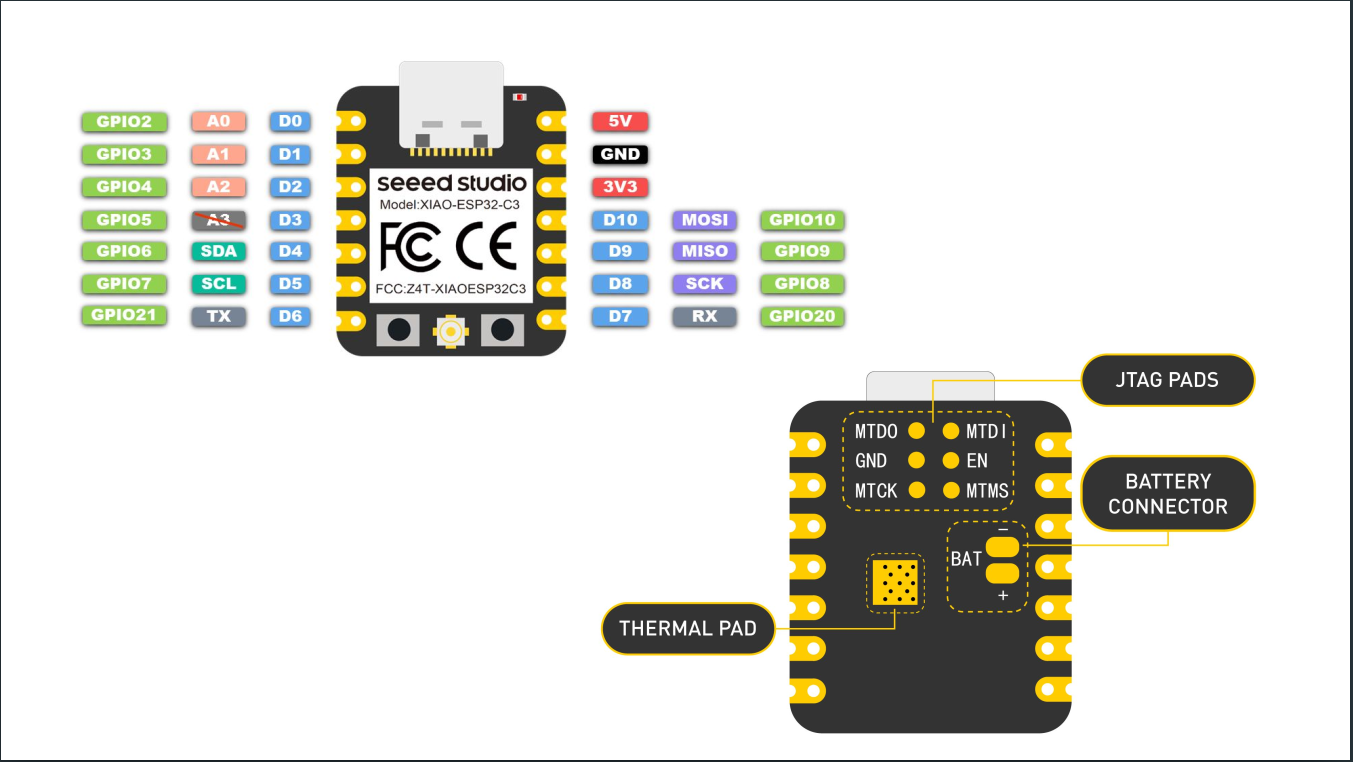 GPIO2 A0 D0 5V
GPIO3 A1 D1 GND
GPIO4 A2 D2 3V3
GPIO5 A3 D3 D10 MOSI GPIO10
GPIO6 SDA D4 D9 MISO GPIO9
GPIO7 SCL D5 D8 SCK GPIO8
GPIO21 TX D6 D7 RX GPIO20
seeed studio
Model:XIAO-ESP32-C3
FC CE
FCC:Z4T-XIAOESP32C3
JTAG PADS
MTDO MTDI
GND EN
MTCK MTMS
BATTERY
CONNECTOR
−
BAT
+
THERMAL PAD